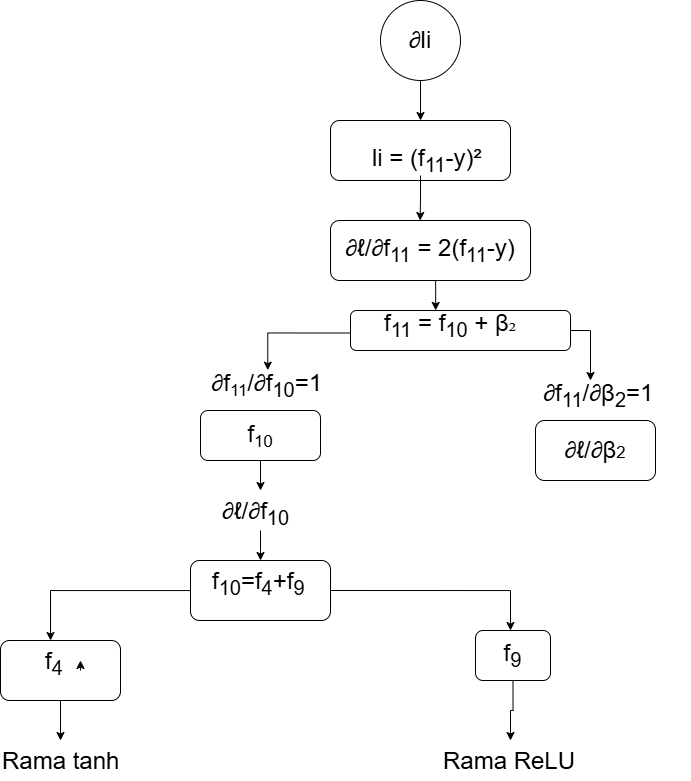 ∂li
li = (f₁₁-y)²
∂ℓ/∂f₁₁ = 2(f₁₁-y)
f₁₁ = f₁₀ + β₂
∂f₁₁/∂f₁₀=1
∂f₁₁/∂β₂=1
f₁₀
∂ℓ/∂β₂
∂ℓ/∂f₁₀
f₁₀=f₄+f₉
f₄
f₉
Rama tanh
Rama ReLU